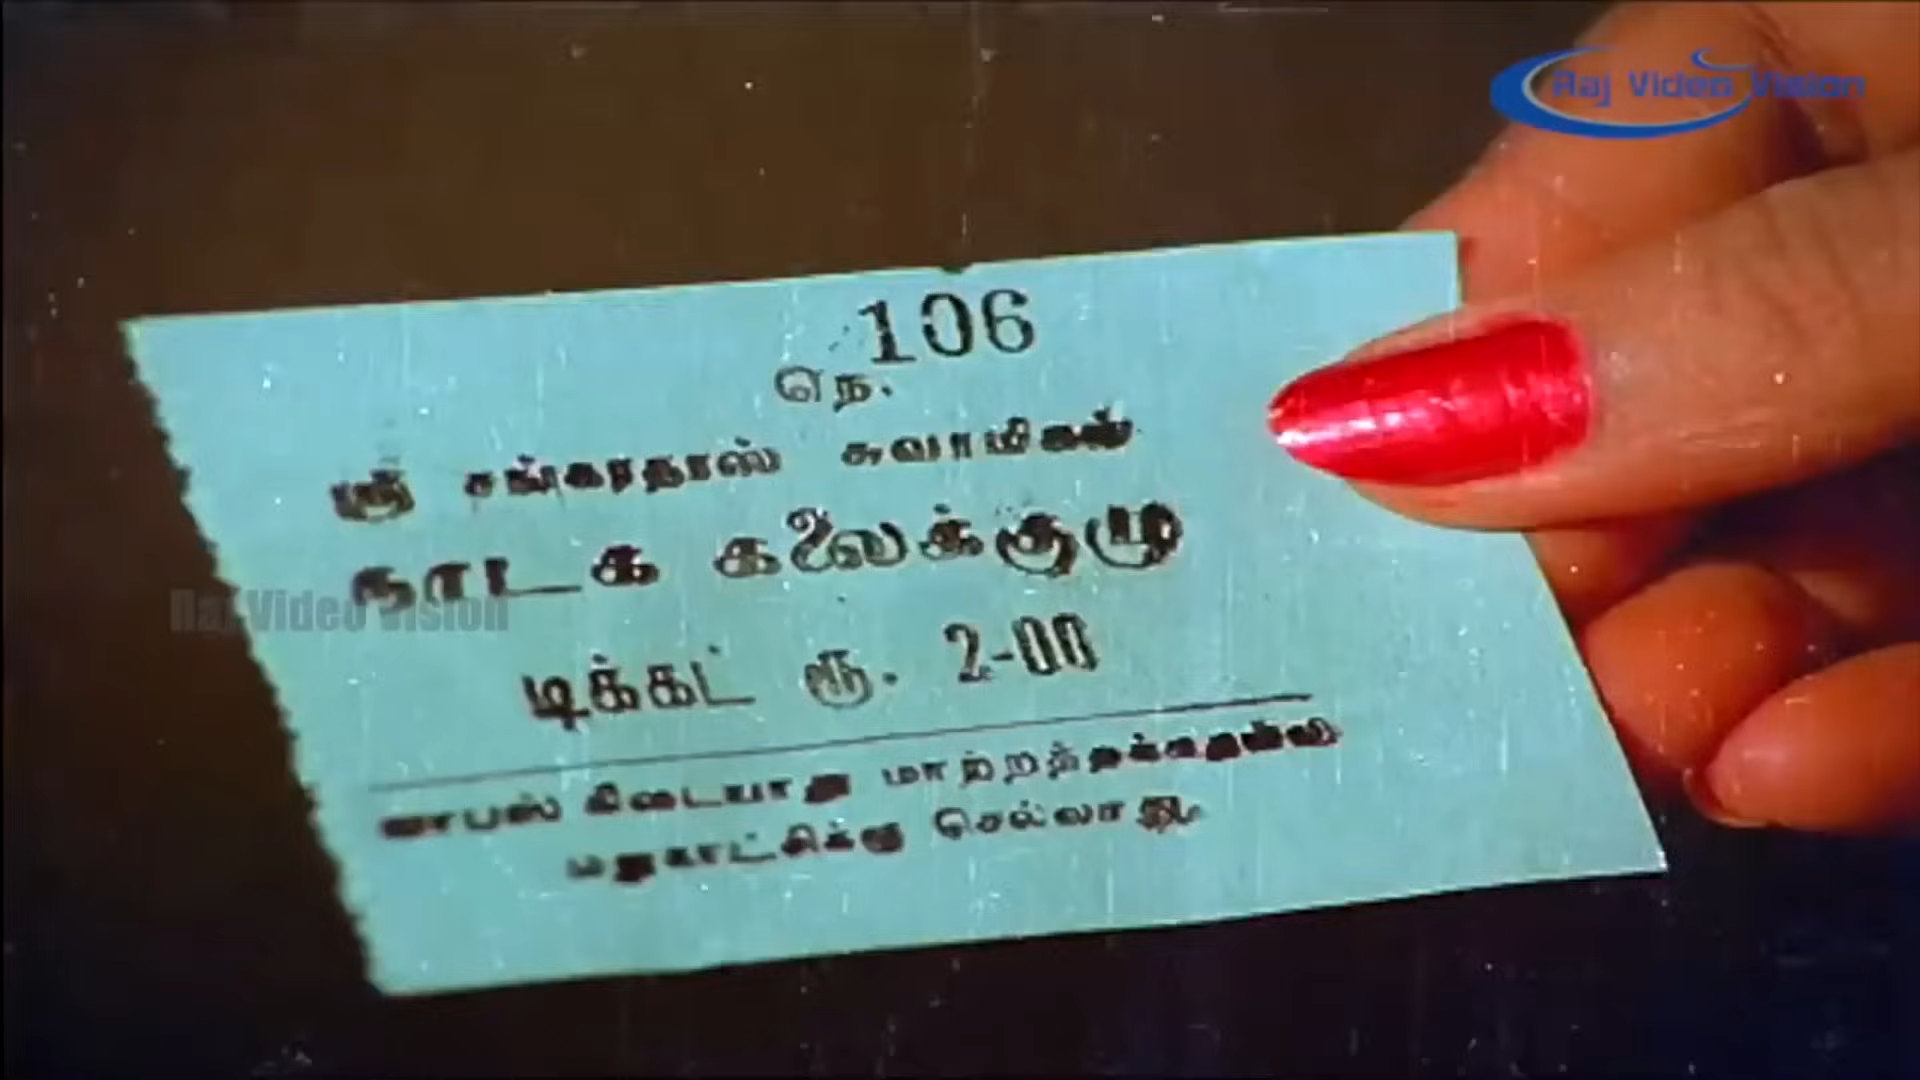 Raj Video Vision
106
நெ.
ஸ்ரீ சங்கரதாஸ் சுவாமிகள்
நாடக கலைக்குழு
Raj Video Vision
டிக்கட் ரூ. 2-00
வாபஸ் கிடையாது மாற்றத்தக்கதல்ல
மறுகாட்சிக்கு செல்லாது.